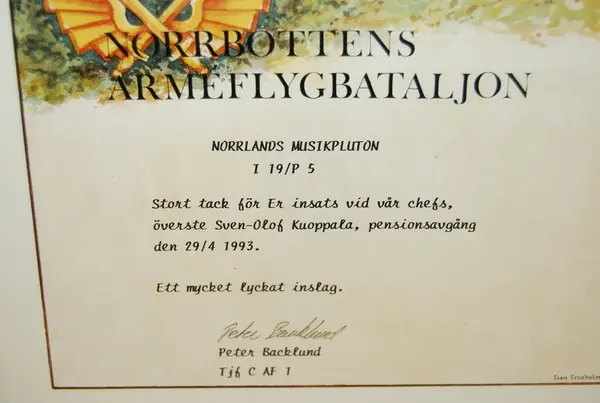 NORRBOTTENS
ARMÉFLYGBATALJON
NORRLANDS MUSIKPLUTON
I 19/P 5
Stort tack för Er insats vid vår chefs,
överste Sven-Olof Kuoppala, pensionsavgång
den 29/4 1993.
Ett mycket lyckat inslag.
Peter Backlund
Peter Backlund
Tjf C AF 1